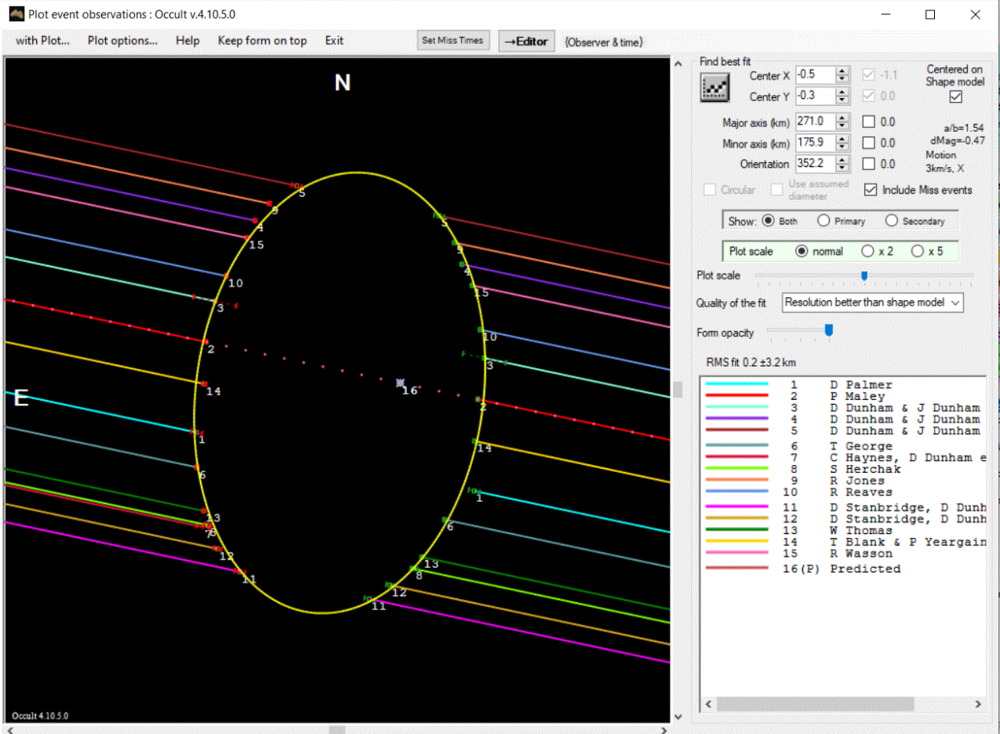 Plot event observations : Occult v.4.10.5.0
with Plot... Plot options... Help Keep form on top Exit Set Miss Times →Editor {Observer & time}
N
E
5
9
4
15
10
3
2
14
1
6
13
8
7
12
11
5
9
4
15
10
3
16
2
14
1
6
13
8
12
11
Occult 4.10.5.0
Find best fit
Center X -0.5 -1.1
Center Y -0.3 0.0
Centered on
Shape model
Major axis (km) 271.0 0.0
Minor axis (km) 175.9 0.0
Orientation 352.2 0.0
a/b=1.54
dMag=-0.47
Motion
3km/s, X
Circular Use assumed
diameter
Include Miss events
Show: Both Primary Secondary
Plot scale normal x 2 x 5
Plot scale
Quality of the fit Resolution better than shape model
Form opacity
RMS fit 0.2 ±3.2 km
1 D Palmer
2 P Maley
3 D Dunham & J Dunham
4 D Dunham & J Dunham
5 D Dunham & J Dunham
6 T George
7 C Haynes, D Dunham e
8 S Herchak
9 R Jones
10 R Reaves
11 D Stanbridge, D Dunh
12 D Stanbridge, D Dunh
13 W Thomas
14 T Blank & P Yeargain
15 R Wasson
16(P) Predicted